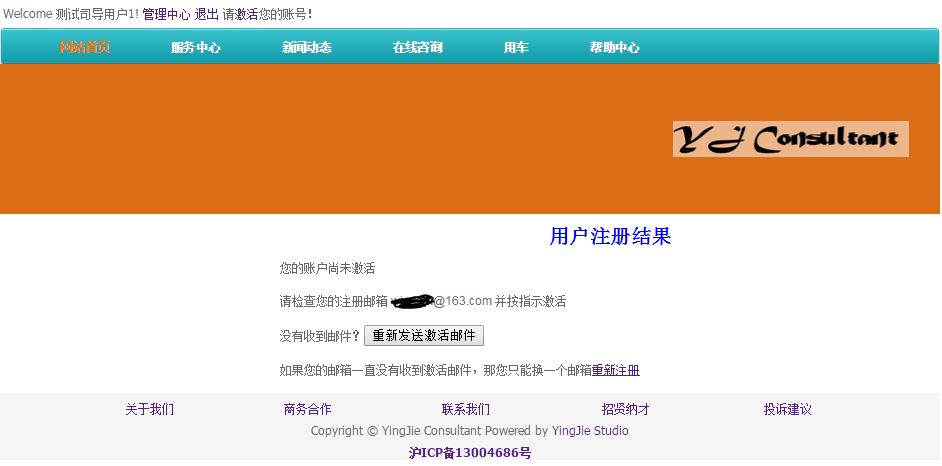 Welcome 测试司导用户1! 管理中心 退出 请激活您的账号!
网站首页 服务中心 新闻动态 在线咨询 用车 帮助中心
YJ Consultant
用户注册结果
您的账户尚未激活
请检查您的注册邮箱 @163.com 并按指示激活
没有收到邮件? 重新发送激活邮件
如果您的邮箱一直没有收到激活邮件，那您只能换一个邮箱重新注册
关于我们 商务合作 联系我们 招贤纳才 投诉建议
Copyright © YingJie Consultant Powered by YingJie Studio
沪ICP备13004686号